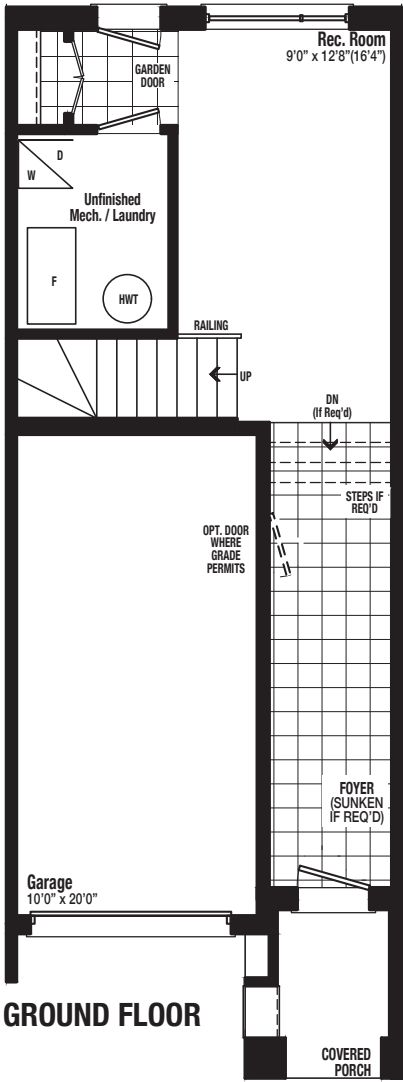 Rec. Room
9'0" x 12'8"(16'4")
GARDEN
DOOR
D
W
Unfinished
Mech. / Laundry
F
HWT
RAILING
UP
DN
(If Req'd)
STEPS IF
REQ'D
OPT. DOOR
WHERE
GRADE
PERMITS
FOYER
(SUNKEN
IF REQ'D)
Garage
10'0" x 20'0"
GROUND FLOOR
COVERED
PORCH